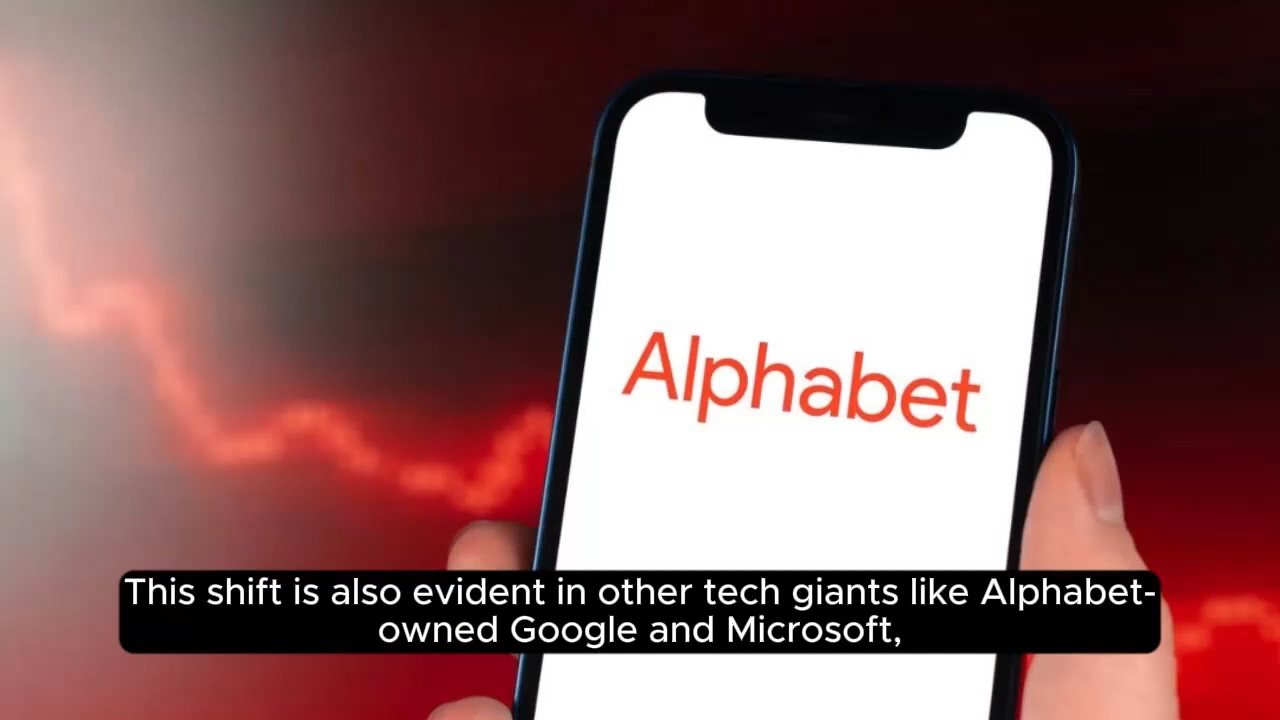 Alphabet
This shift is also evident in other tech giants like Alphabet-
owned Google and Microsoft,